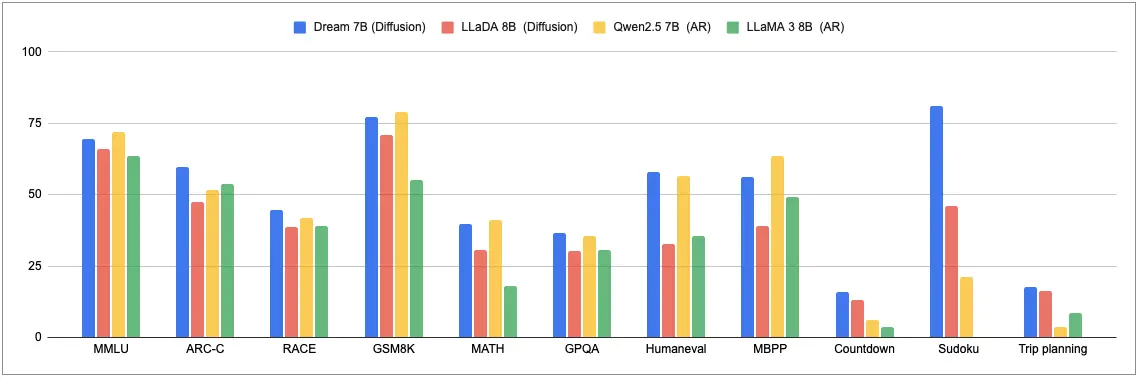 Dream 7B (Diffusion) LLaDA 8B (Diffusion) Qwen2.5 7B (AR) LLaMA 3 8B (AR)
100
75
50
25
0
MMLU ARC-C RACE GSM8K MATH GPQA Humaneval MBPP Countdown Sudoku Trip planning